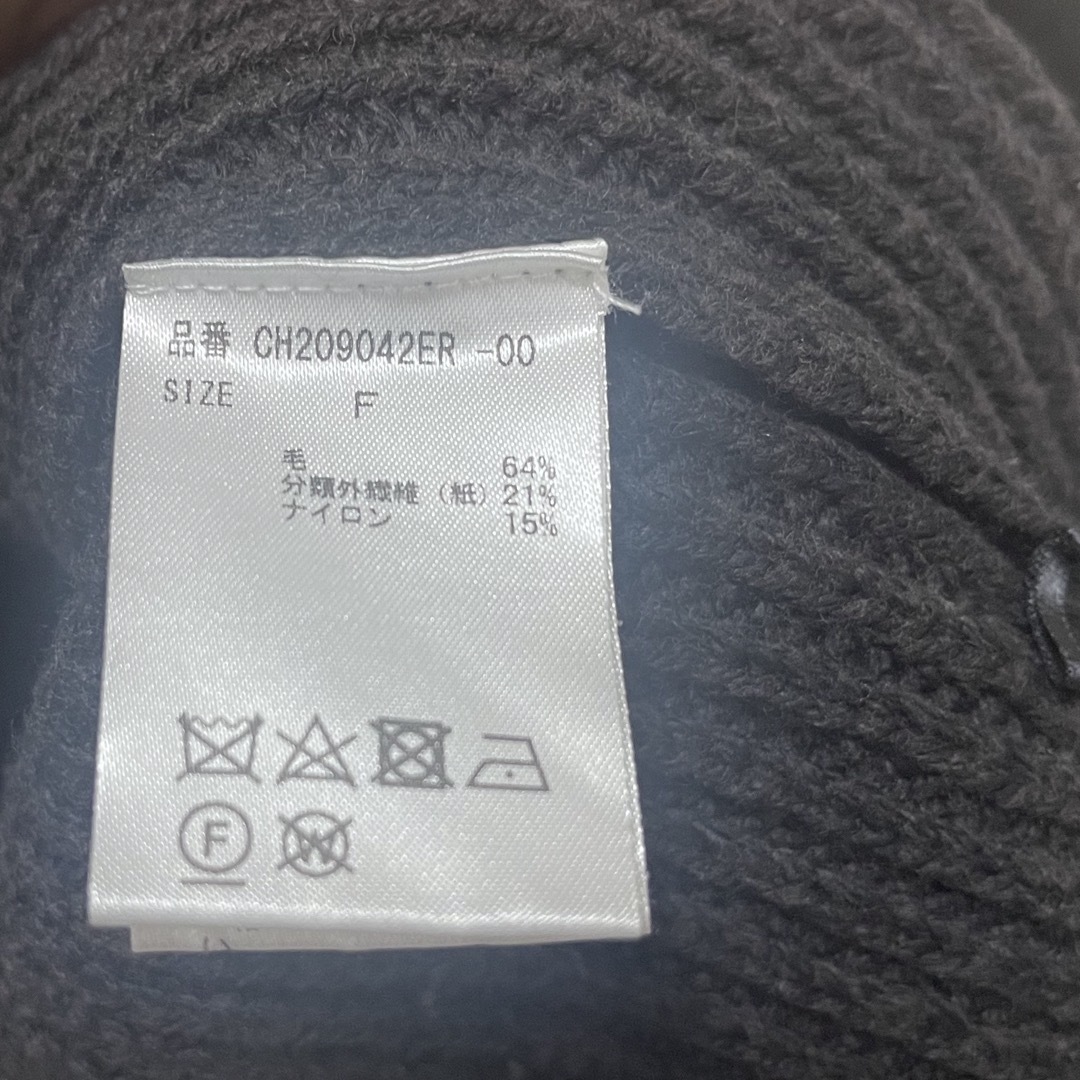 品番 CH209042ER -00
SIZE F
毛 64%
分類外繊維（紙）21%
ナイロン 15%
F
W